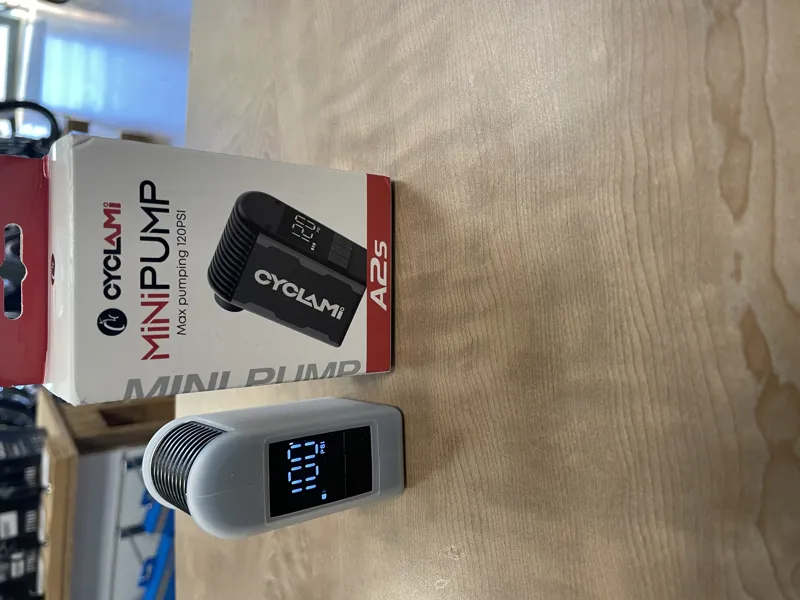 CYCLAMi
MiNiPUMP
Max pumping 120PSI
120
CYCLAMi
A2s
MINI PUMP
100
PSI